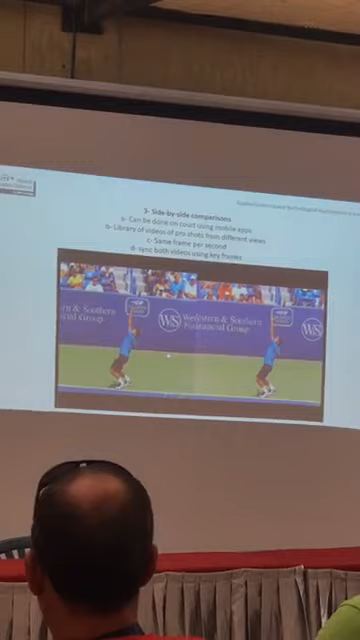 3- Side-by-side comparisons
a- Can be done on court using mobile apps
b- Library of videos of pro shots from different views
c- Same frame per second
d- sync both videos using key frames
Western & Southern
Financial Group
Western & Southern
Financial Group
WS
WS